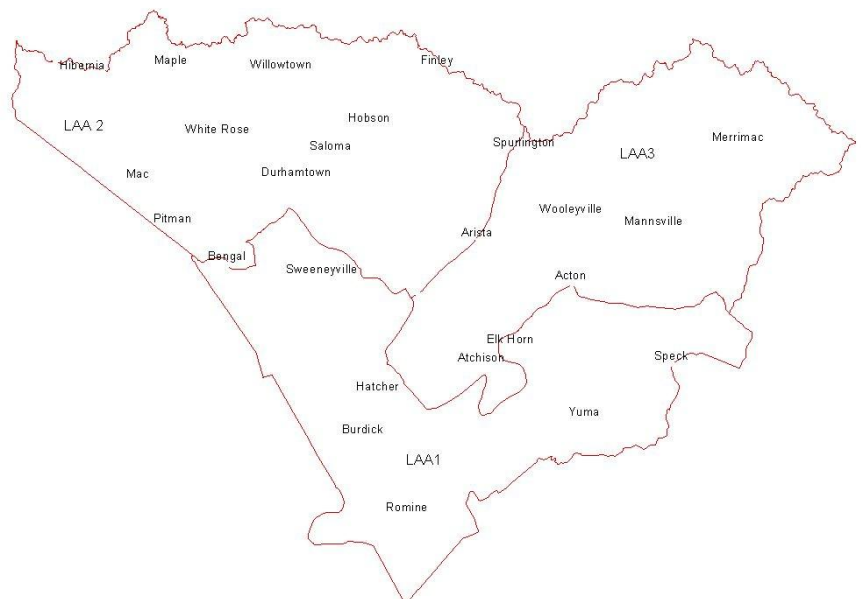 Hibernia
Maple
Willowtown
Finley
LAA 2
White Rose
Hobson
Saloma
Spurlington
LAA3
Merrimac
Mac
Durhamtown
Pitman
Wooleyville
Mannsville
Arista
Bengal
Sweeneyville
Acton
Elk Horn
Atchison
Speck
Hatcher
Yuma
Burdick
LAA1
Romine